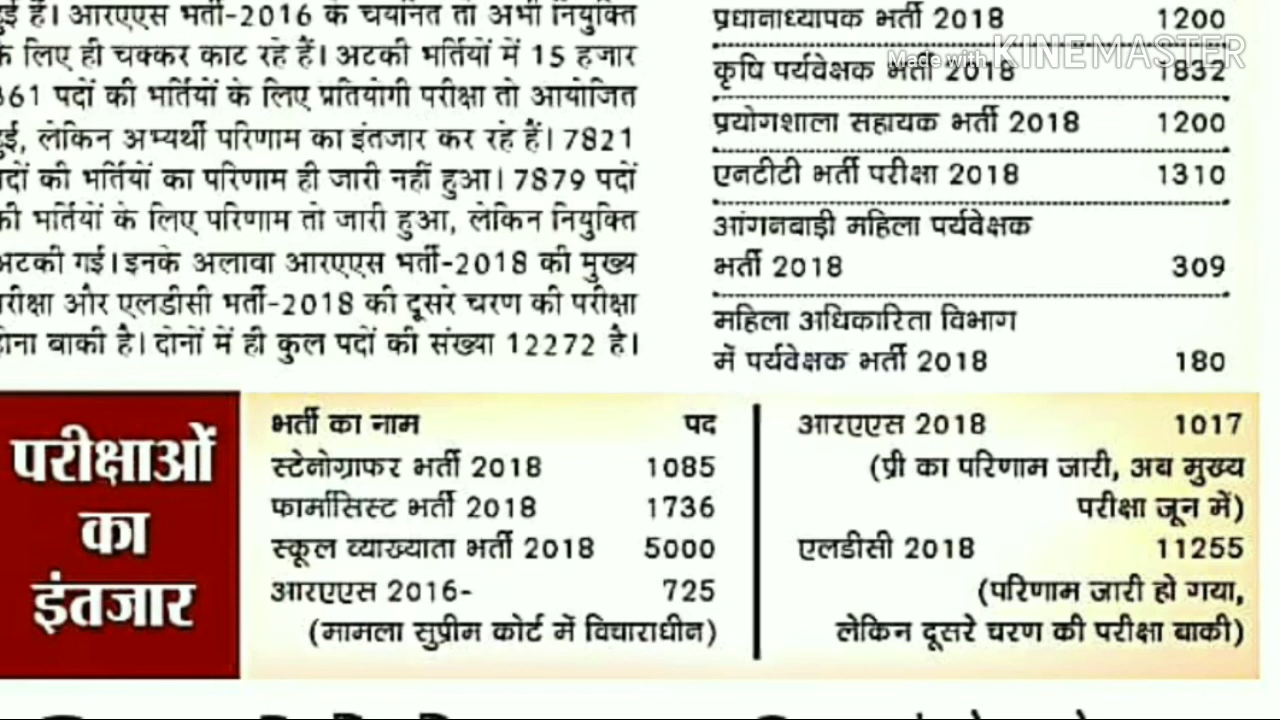 हुई है। आरएएस भर्ती-2016 के चयनित तो अभी नियुक्ति
के लिए ही चक्कर काट रहे हैं। अटकी भर्तियों में 15 हजार
361 पदों की भर्तियों के लिए प्रतियोगी परीक्षा तो आयोजित
हुई, लेकिन अभ्यर्थी परिणाम का इंतजार कर रहे हैं। 7821
पदों की भर्तियों का परिणाम ही जारी नहीं हुआ। 7879 पदों
की भर्तियों के लिए परिणाम तो जारी हुआ, लेकिन नियुक्ति
अटकी गई। इनके अलावा आरएएस भर्ती-2018 की मुख्य
परीक्षा और एलडीसी भर्ती-2018 की दूसरे चरण की परीक्षा
होना बाकी है। दोनों में ही कुल पदों की संख्या 12272 है।
प्रधानाध्यापक भर्ती 2018 1200
Made with KINEMASTER
कृषि पर्यवेक्षक भर्ती 2018 1832
प्रयोगशाला सहायक भर्ती 2018 1200
एनटीटी भर्ती परीक्षा 2018 1310
आंगनबाड़ी महिला पर्यवेक्षक
भर्ती 2018 309
महिला अधिकारिता विभाग
में पर्यवेक्षक भर्ती 2018 180
परीक्षाओं
का
इंतजार
भर्ती का नाम पद
स्टेनोग्राफर भर्ती 2018 1085
फार्मासिस्ट भर्ती 2018 1736
स्कूल व्याख्याता भर्ती 2018 5000
आरएएस 2016- 725
(मामला सुप्रीम कोर्ट में विचाराधीन)
आरएएस 2018 1017
(प्री का परिणाम जारी, अब मुख्य
परीक्षा जून में)
एलडीसी 2018 11255
(परिणाम जारी हो गया,
लेकिन दूसरे चरण की परीक्षा बाकी)